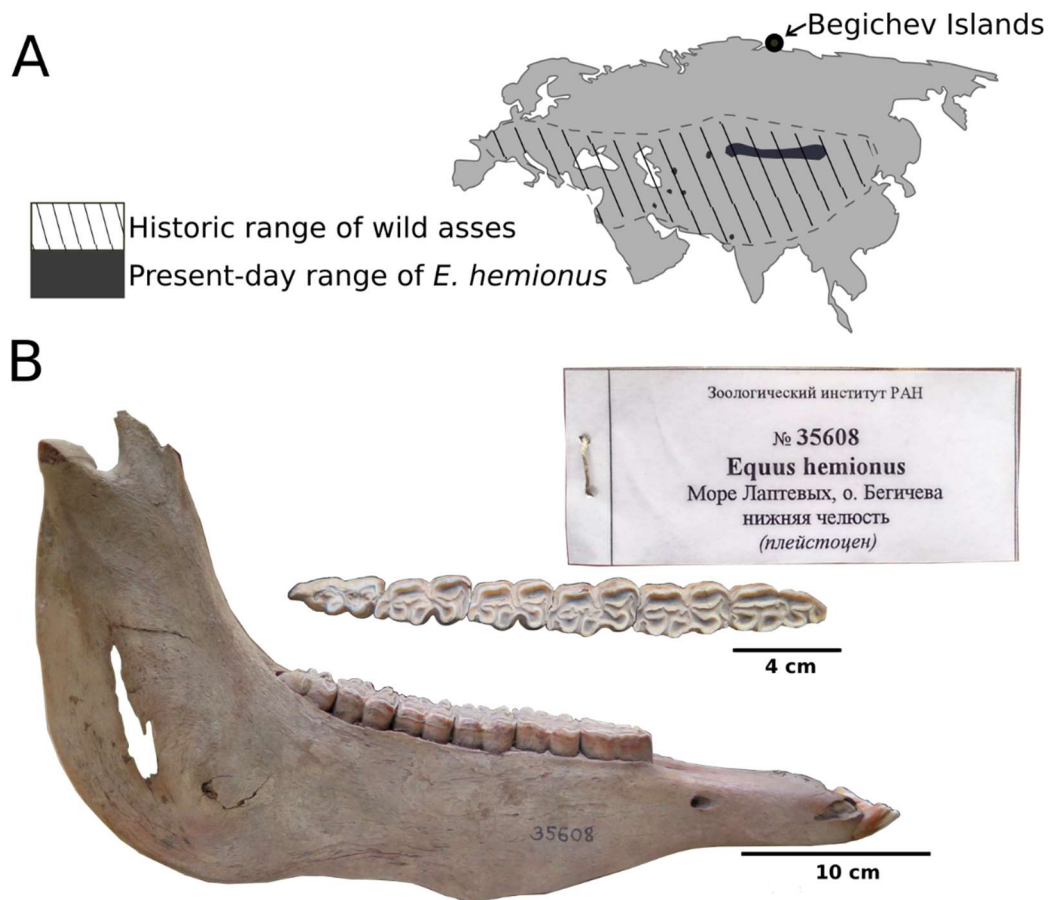 A
Begichev Islands
Historic range of wild asses
Present-day range of E. hemionus
B
Зоологический институт РАН
№ 35608
Equus hemionus
Море Лаптевых, о. Бегичева
нижняя челюсть
(плейстоцен)
4 cm
35608
10 cm